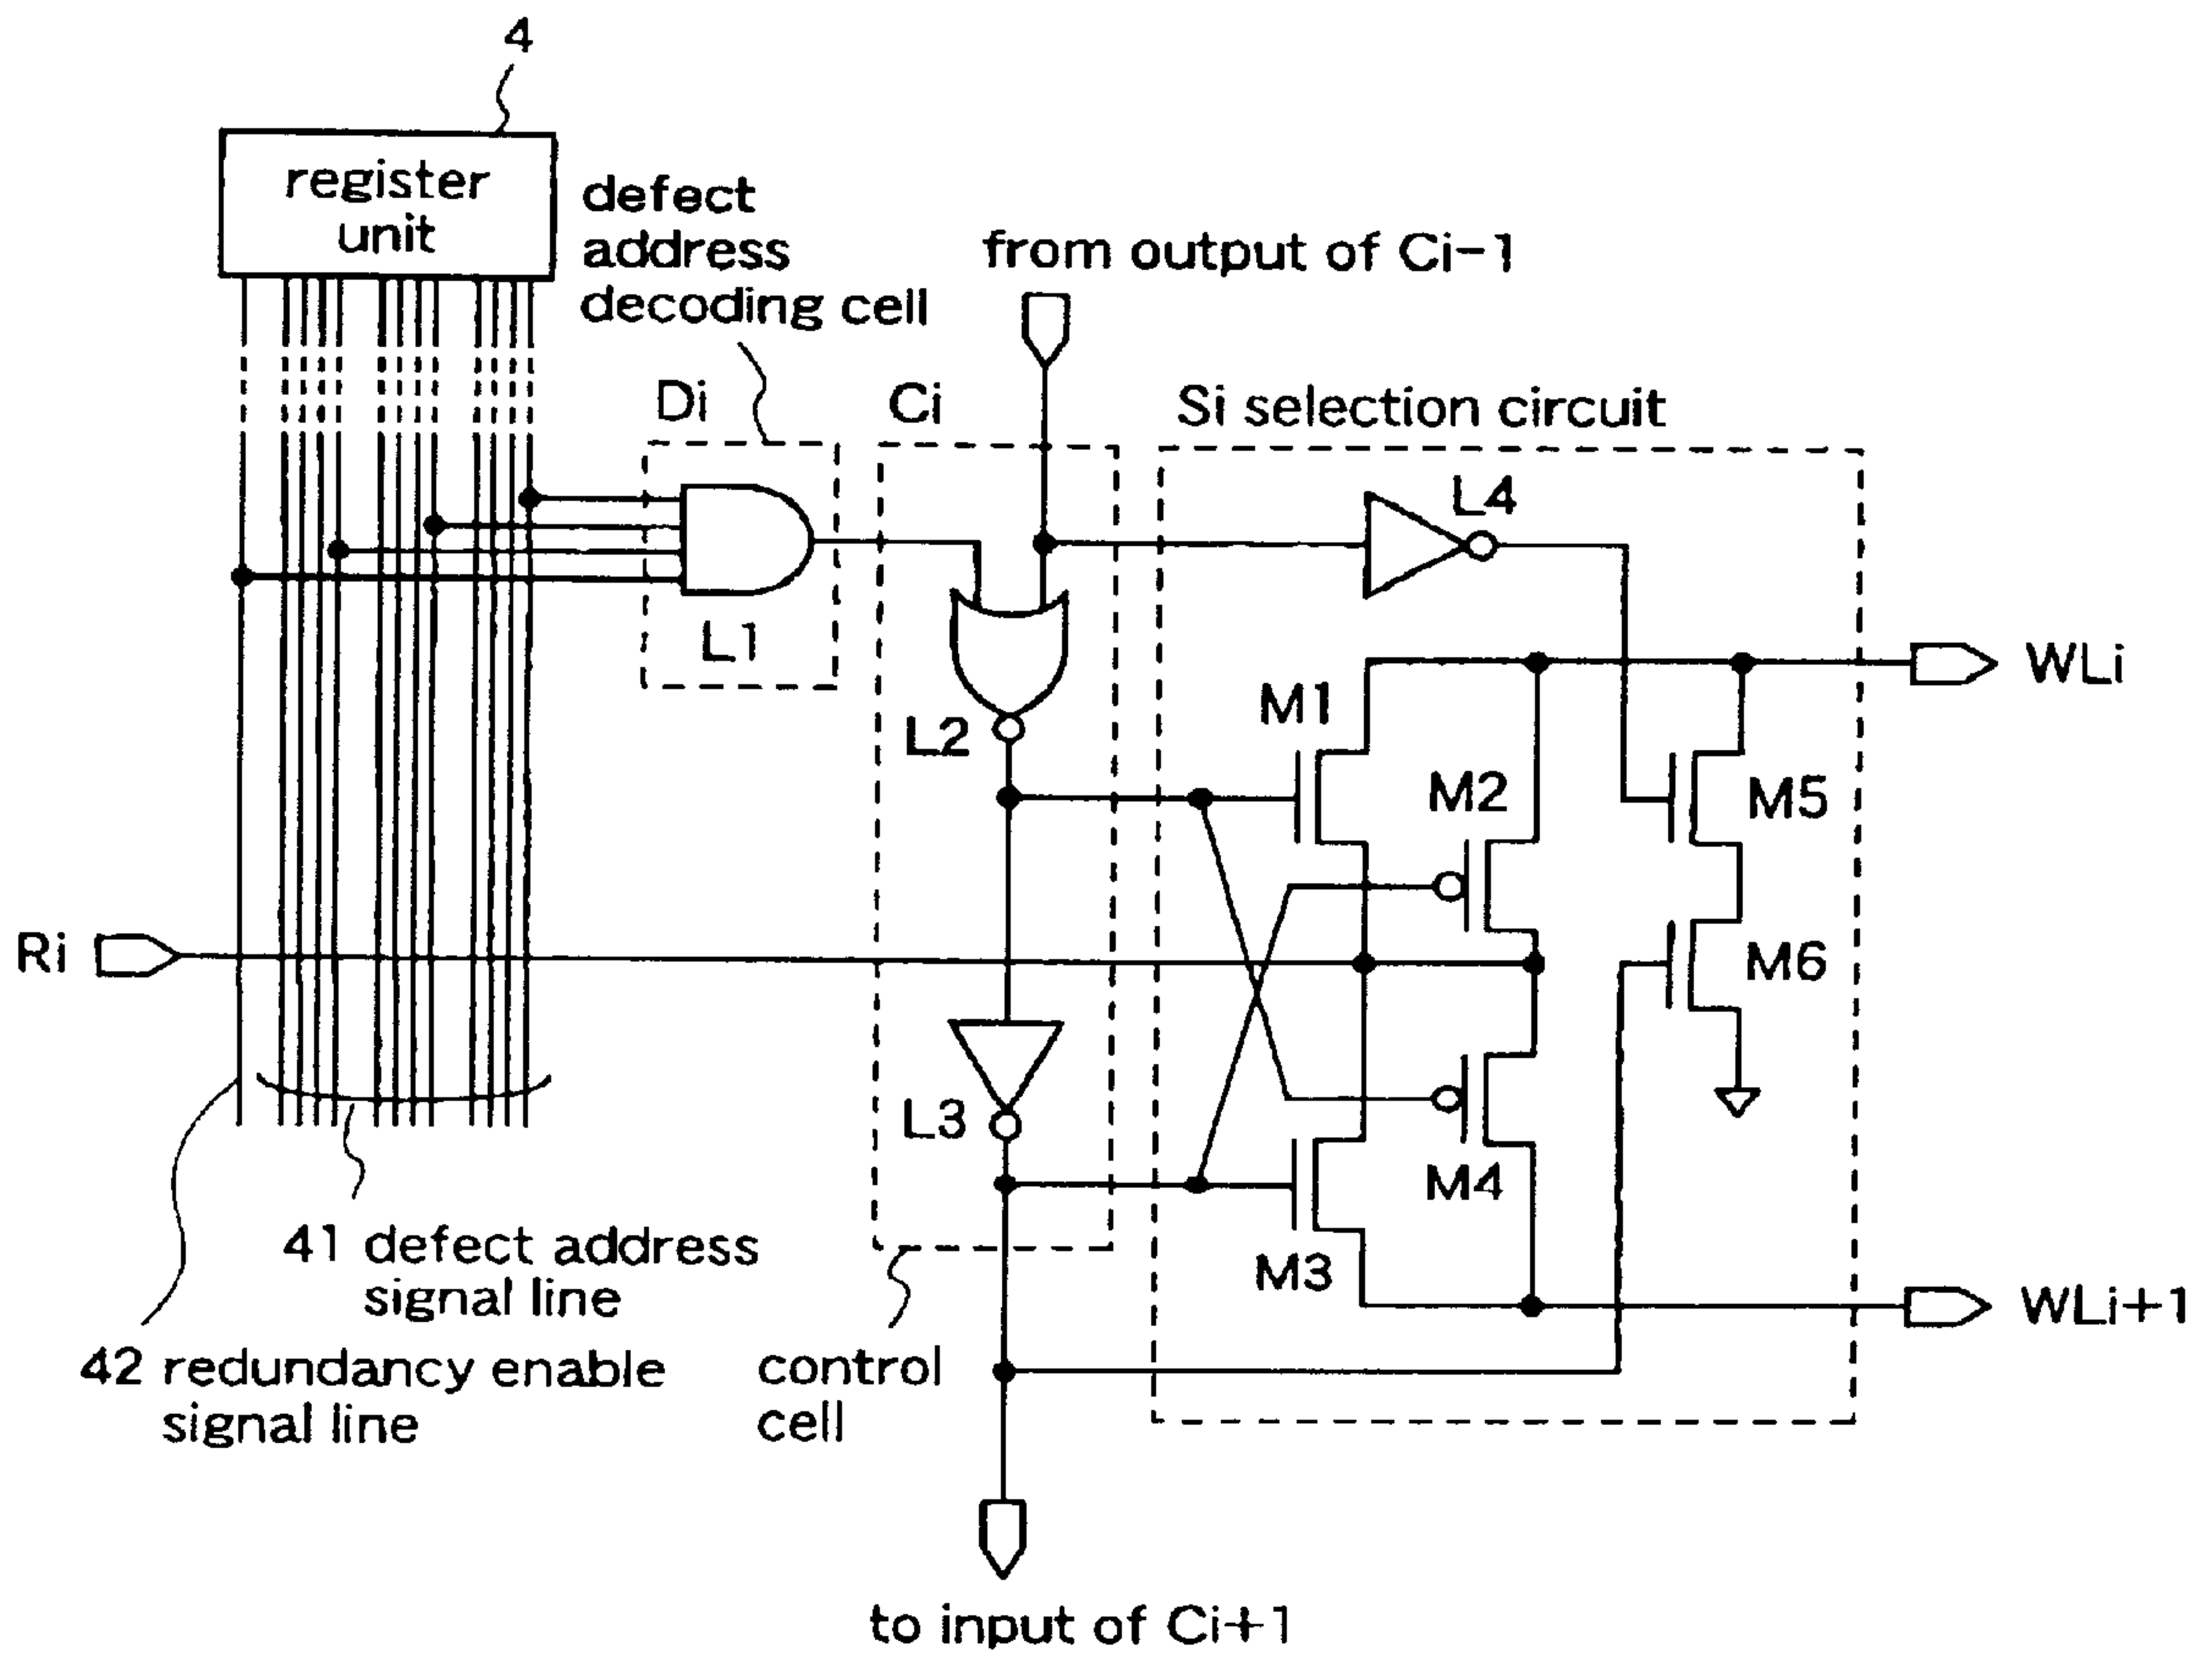 4
register
unit
defect
address
decoding cell
from output of Ci-1
Di
Ci
Si selection circuit
L4
L1
WLi
M1
L2
M2
M5
Ri
M6
L3
M4
41 defect address
signal line
M3
WLi+1
42 redundancy enable
signal line
control
cell
to input of Ci+1